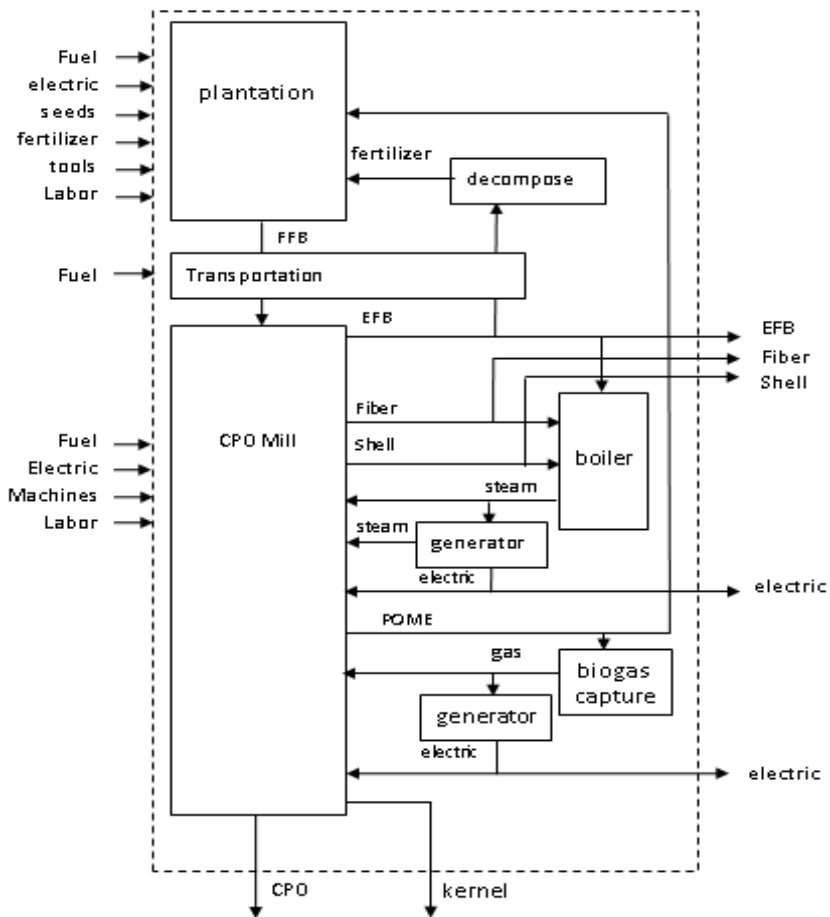 Fuel
electric
seeds
fertilizer
tools
Labor
plantation
fertilizer
decompose
FFB
Fuel
Transportation
EFB
EFB
Fiber
Shell
Fiber
CPO Mill
Shell
boiler
Fuel
Electric
Machines
Labor
steam
steam
generator
electric
electric
POME
gas
biogas
capture
generator
electric
electric
CPO
kernel